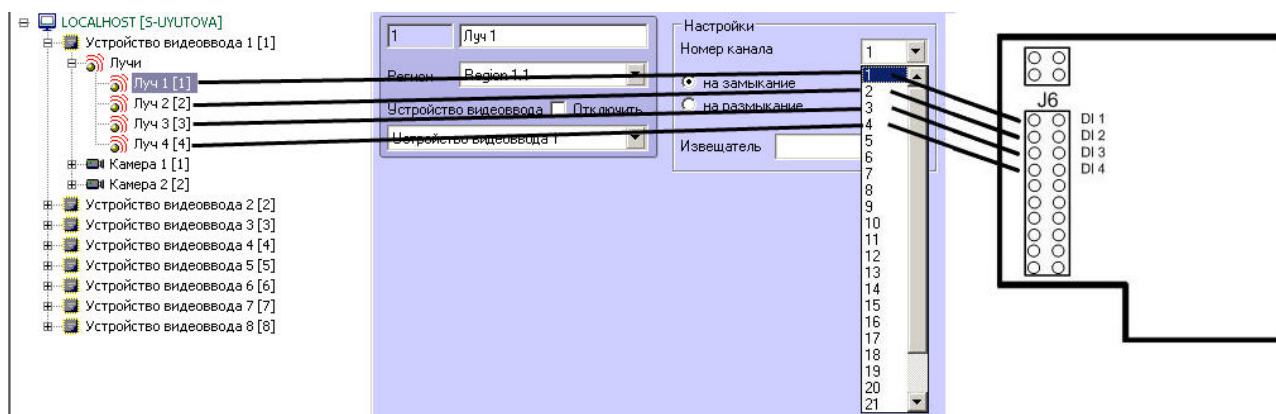 LOCALHOST [S-UYUTOVA]
Устройство видеоввода 1 [1]
Лучи
Луч 1 [1]
Луч 2 [2]
Луч 3 [3]
Луч 4 [4]
Камера 1 [1]
Камера 2 [2]
Устройство видеоввода 2 [2]
Устройство видеоввода 3 [3]
Устройство видеоввода 4 [4]
Устройство видеоввода 5 [5]
Устройство видеоввода 6 [6]
Устройство видеоввода 7 [7]
Устройство видеоввода 8 [8]
1 Луч 1
Регион Region 1.1
Устройство видеоввода Отключить
Устройство видеоввода 1
Настройки
Номер канала 1
на замыкание
на размыкание
Извещатель
1
2
3
4
5
6
7
8
9
10
11
12
13
14
15
16
17
18
19
20
21
J6
DI 1
DI 2
DI 3
DI 4